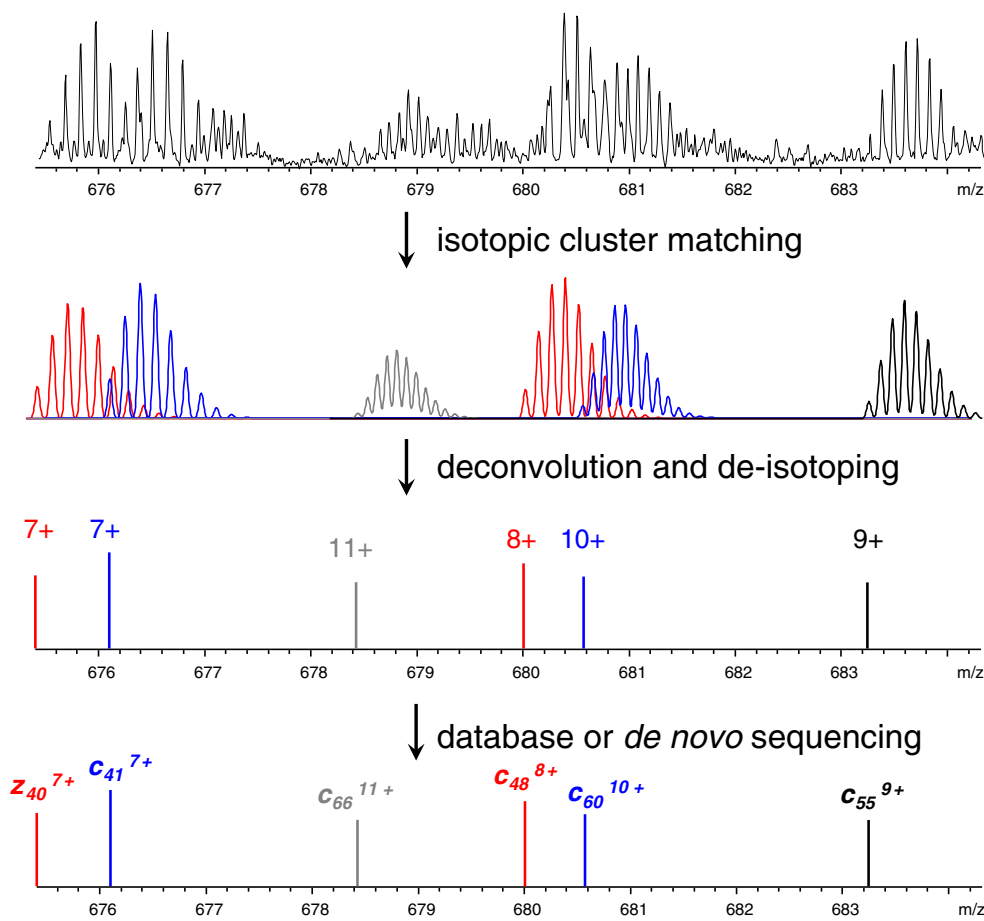 676 677 678 679 680 681 682 683 m/z
isotopic cluster matching
deconvolution and de-isotoping
7+ 7+ 11+ 8+ 10+ 9+
676 677 678 679 680 681 682 683 m/z
database or de novo sequencing
z40 7+ c41 7+ c66 11 + c48 8+ c60 10 + c55 9+
676 677 678 679 680 681 682 683 m/z